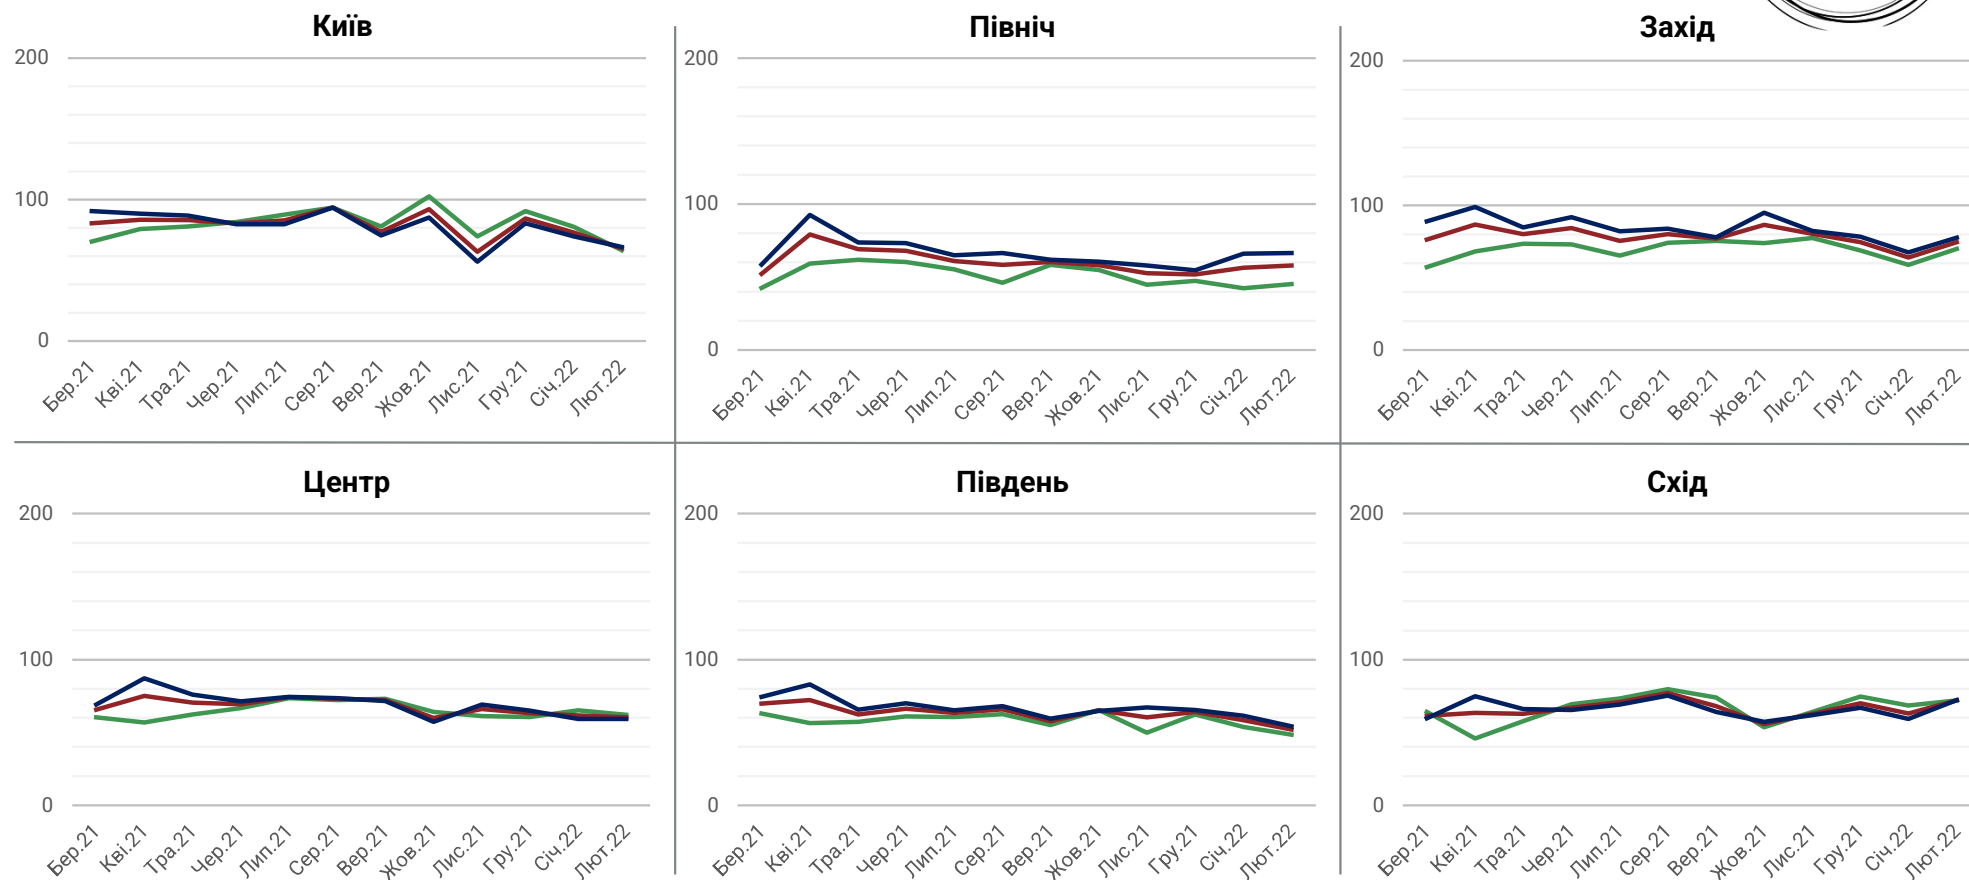 Київ
200
100
0
Бер.21
Кві.21
Тра.21
Чер.21
Лип.21
Сер.21
Вер.21
Жов.21
Лис.21
Гру.21
Січ.22
Лют.22
Північ
200
100
0
Бер.21
Кві.21
Тра.21
Чер.21
Лип.21
Сер.21
Вер.21
Жов.21
Лис.21
Гру.21
Січ.22
Лют.22
Захід
200
100
0
Бер.21
Кві.21
Тра.21
Чер.21
Лип.21
Сер.21
Вер.21
Жов.21
Лис.21
Гру.21
Січ.22
Лют.22
Центр
200
100
0
Бер.21
Кві.21
Тра.21
Чер.21
Лип.21
Сер.21
Вер.21
Жов.21
Лис.21
Гру.21
Січ.22
Лют.22
Південь
200
100
0
Бер.21
Кві.21
Тра.21
Чер.21
Лип.21
Сер.21
Вер.21
Жов.21
Лис.21
Гру.21
Січ.22
Лют.22
Схід
200
100
0
Бер.21
Кві.21
Тра.21
Чер.21
Лип.21
Сер.21
Вер.21
Жов.21
Лис.21
Гру.21
Січ.22
Лют.22